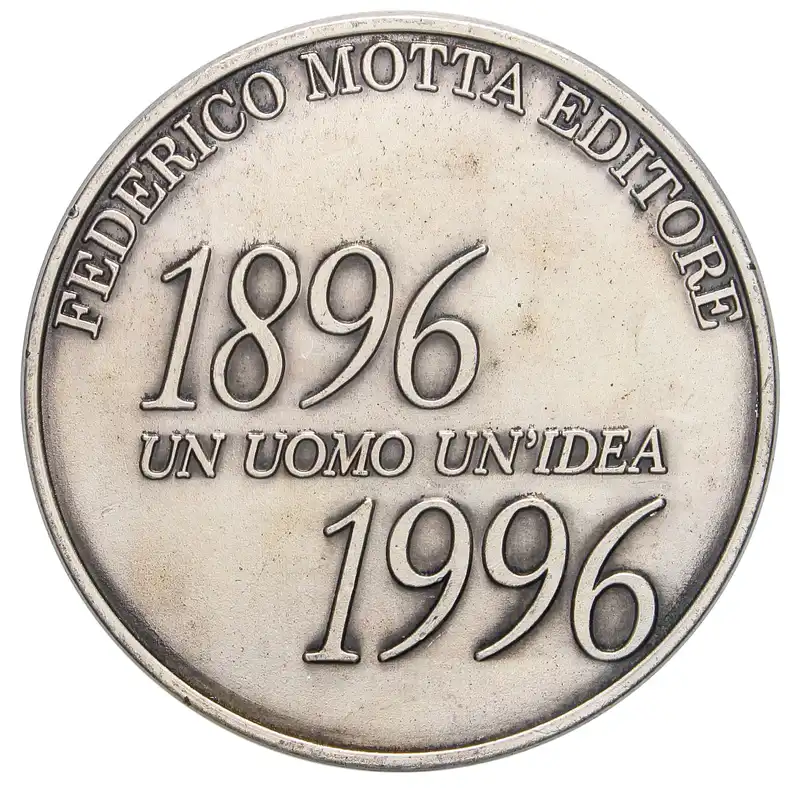 FEDERICO MOTTA EDITORE
1896
UN UOMO UN'IDEA
1996